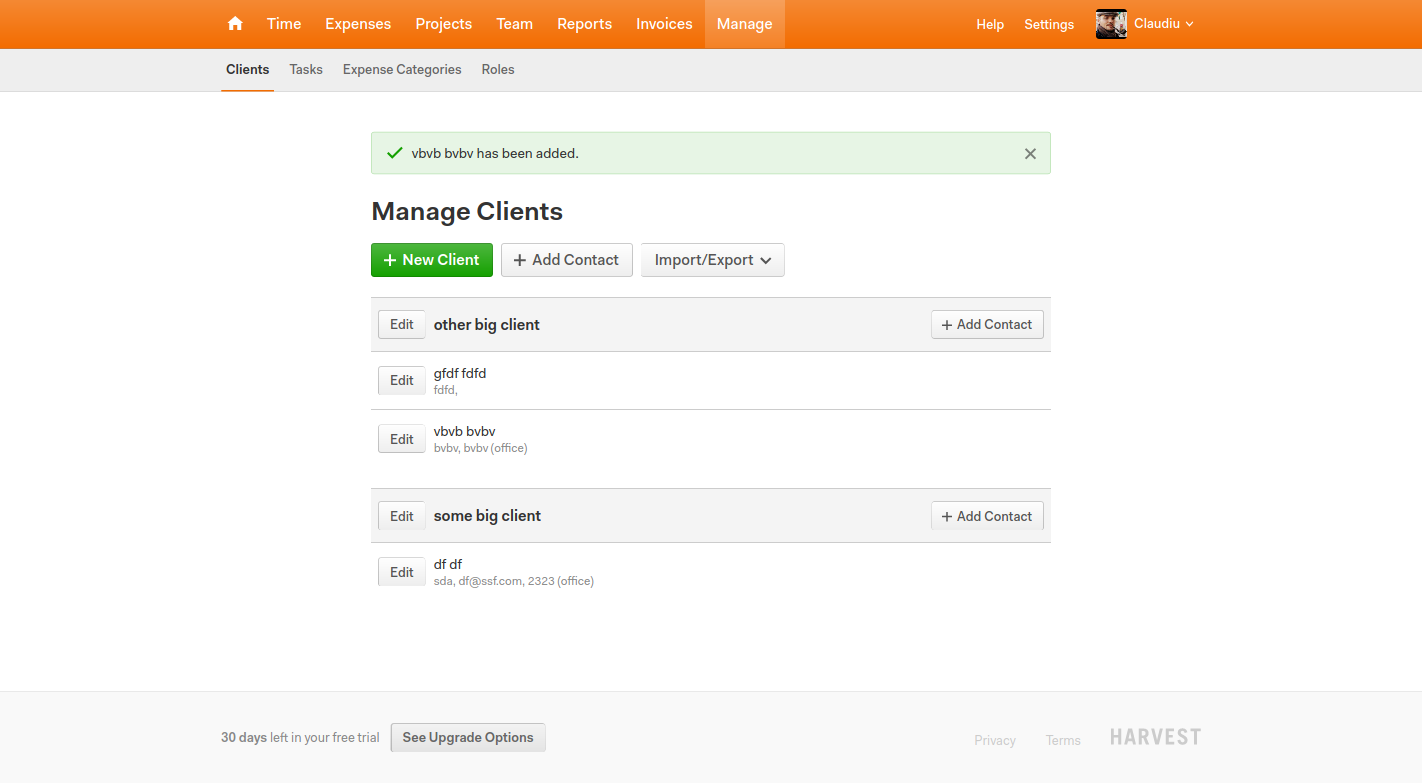 Time Expenses Projects Team Reports Invoices Manage Help Settings Claudiu
Clients Tasks Expense Categories Roles
vbvb bvbv has been added.
Manage Clients
New Client Add Contact Import/Export
Edit other big client Add Contact
Edit gfdf fdfd
fdfd,
Edit vbvb bvbv
bvbv, bvbv (office)
Edit some big client Add Contact
Edit df df
sda, df@ssf.com, 2323 (office)
30 days left in your free trial See Upgrade Options Privacy Terms HARVEST